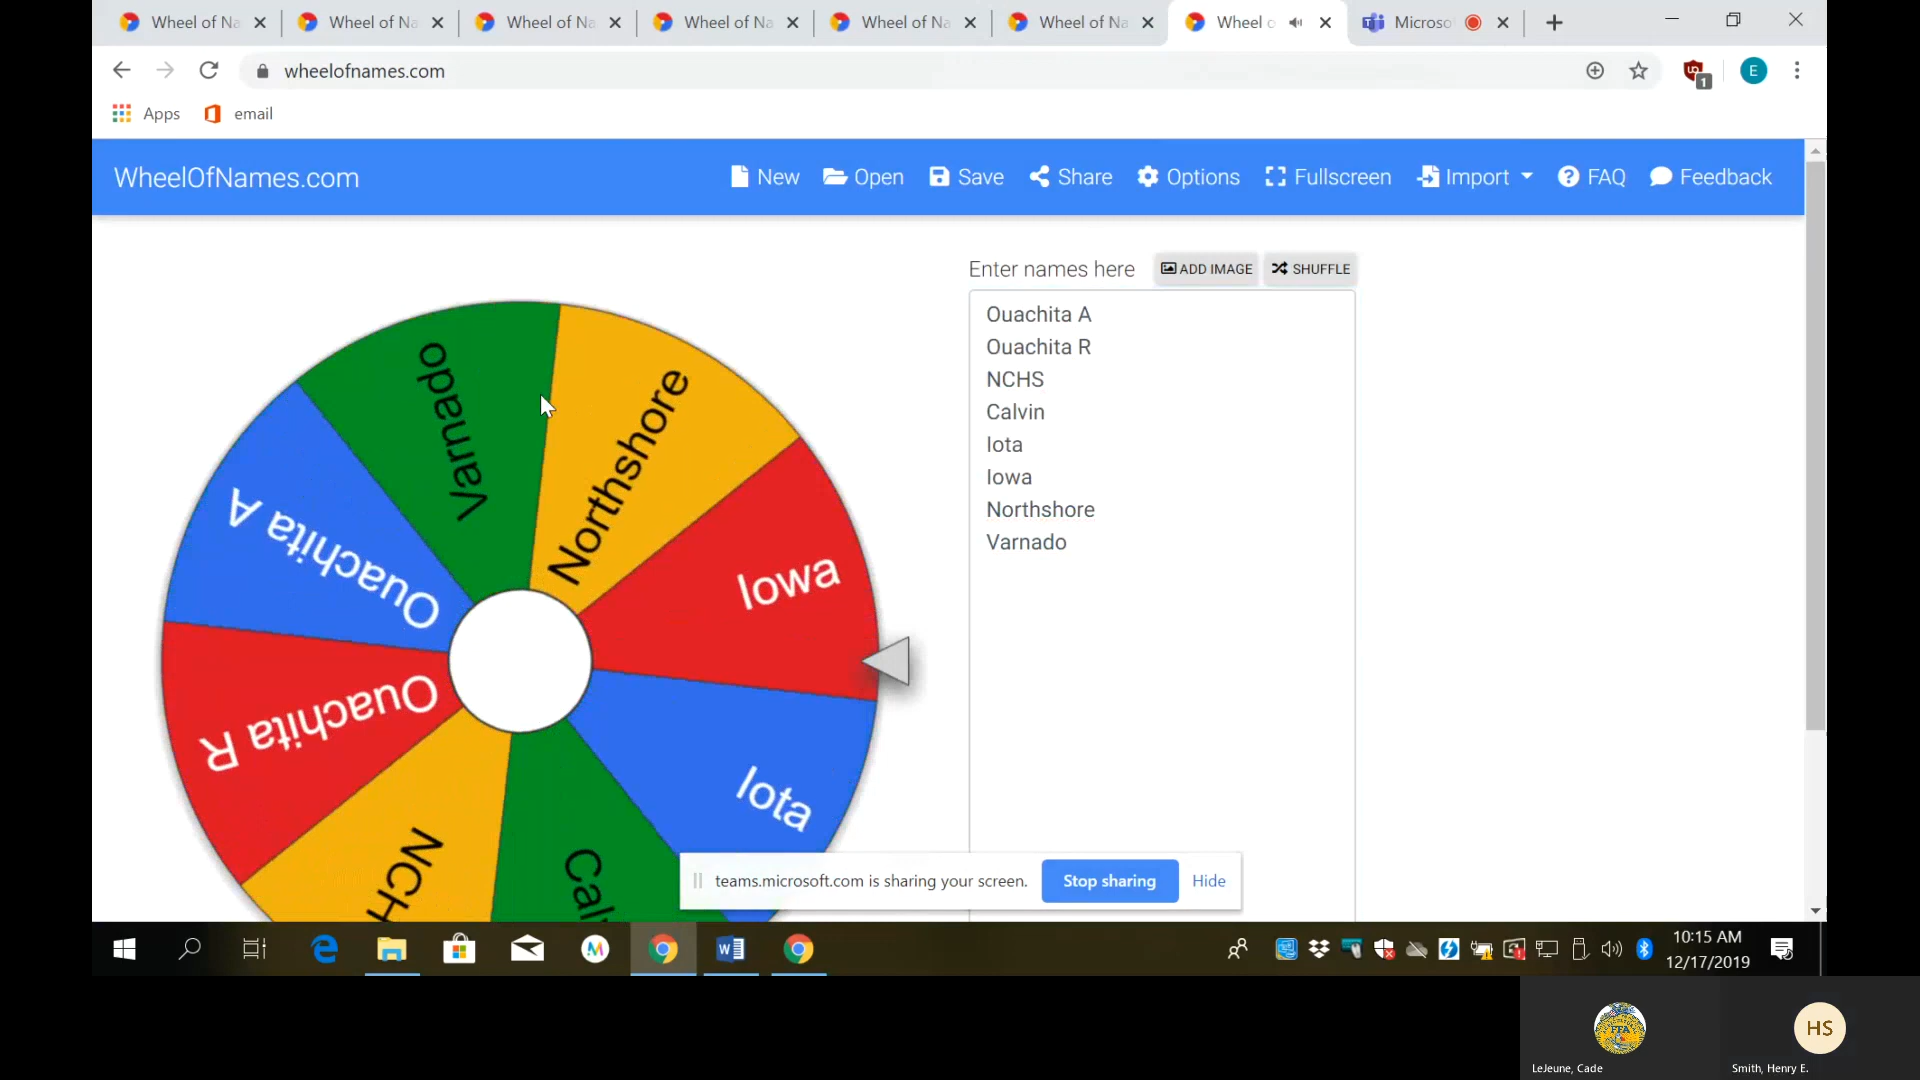 Wheel of Na
Wheel of Na
Wheel of Na
Wheel of Na
Wheel of Na
Wheel of Na
Wheel o
Microso
wheelofnames.com
1
E
Apps
email
WheelOfNames.com
New
Open
Save
Share
Options
Fullscreen
Import
FAQ
Feedback
Enter names here
ADD IMAGE
SHUFFLE
Ouachita A
Ouachita R
NCHS
Calvin
Iota
Iowa
Northshore
Varnado
Varnado
Northshore
Iowa
Iota
Cal
NCH
Ouachita R
Ouachita A
teams.microsoft.com is sharing your screen.
Stop sharing
Hide
10:15 AM
12/17/2019
FFA
LeJeune, Cade
HS
Smith, Henry E.